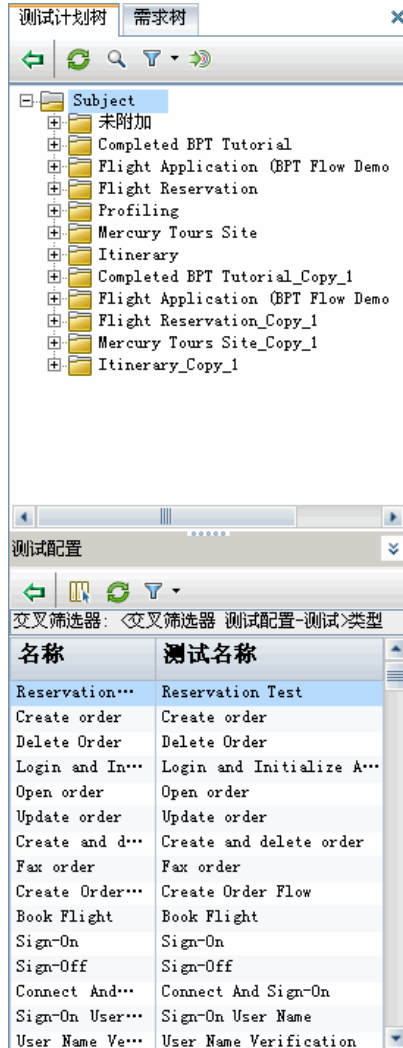 测试计划树 需求树
Subject
未附加
Completed BPT Tutorial
Flight Application (BPT Flow Demo
Flight Reservation
Profiling
Mercury Tours Site
Itinerary
Completed BPT Tutorial_Copy_1
Flight Application (BPT Flow Demo
Flight Reservation_Copy_1
Mercury Tours Site_Copy_1
Itinerary_Copy_1
测试配置
交叉筛选器: <交叉筛选器 测试配置-测试>类型
名称 测试名称
Reservation… Reservation Test
Create order Create order
Delete Order Delete Order
Login and In… Login and Initialize A…
Open order Open order
Update order Update order
Create and d… Create and delete order
Fax order Fax order
Create Order… Create Order Flow
Book Flight Book Flight
Sign-On Sign-On
Sign-Off Sign-Off
Connect And… Connect And Sign-On
Sign-On User… Sign-On User Name
User Name Ve… User Name Verification